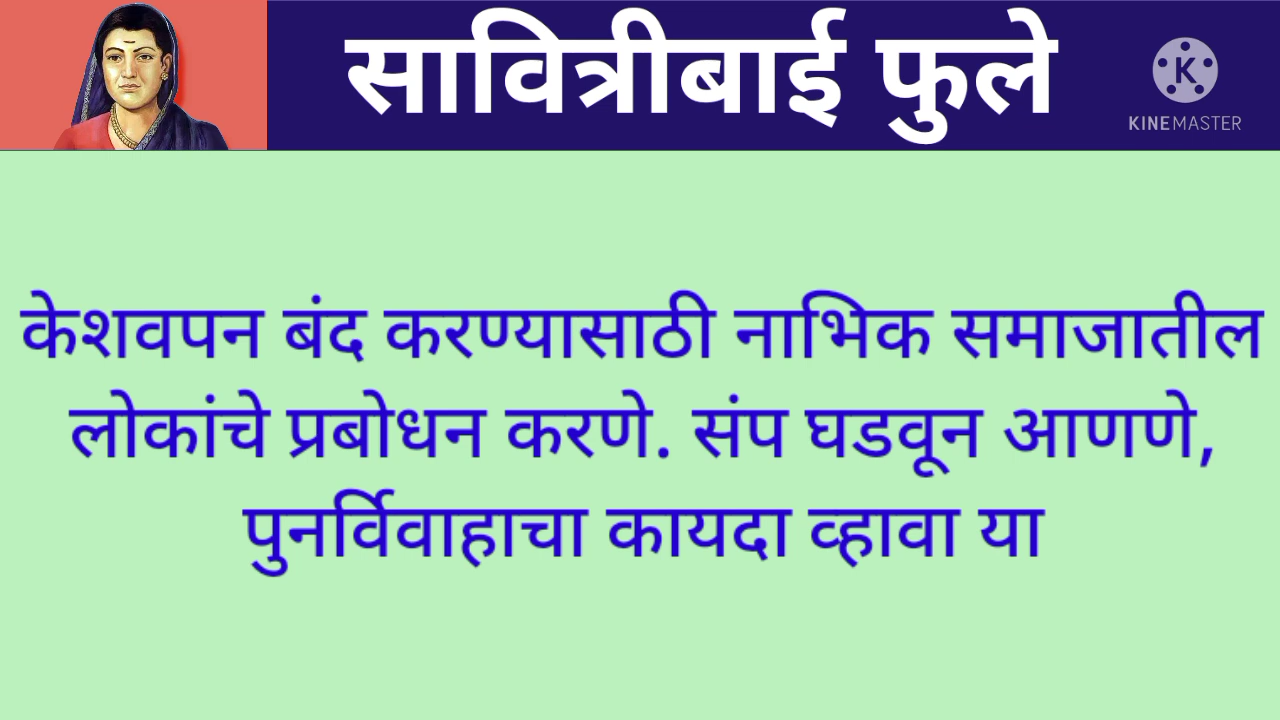 सावित्रीबाई फुले
K
KINEMASTER
केशवपन बंद करण्यासाठी नाभिक समाजातील
लोकांचे प्रबोधन करणे. संप घडवून आणणे,
पुनर्विवाहाचा कायदा व्हावा या